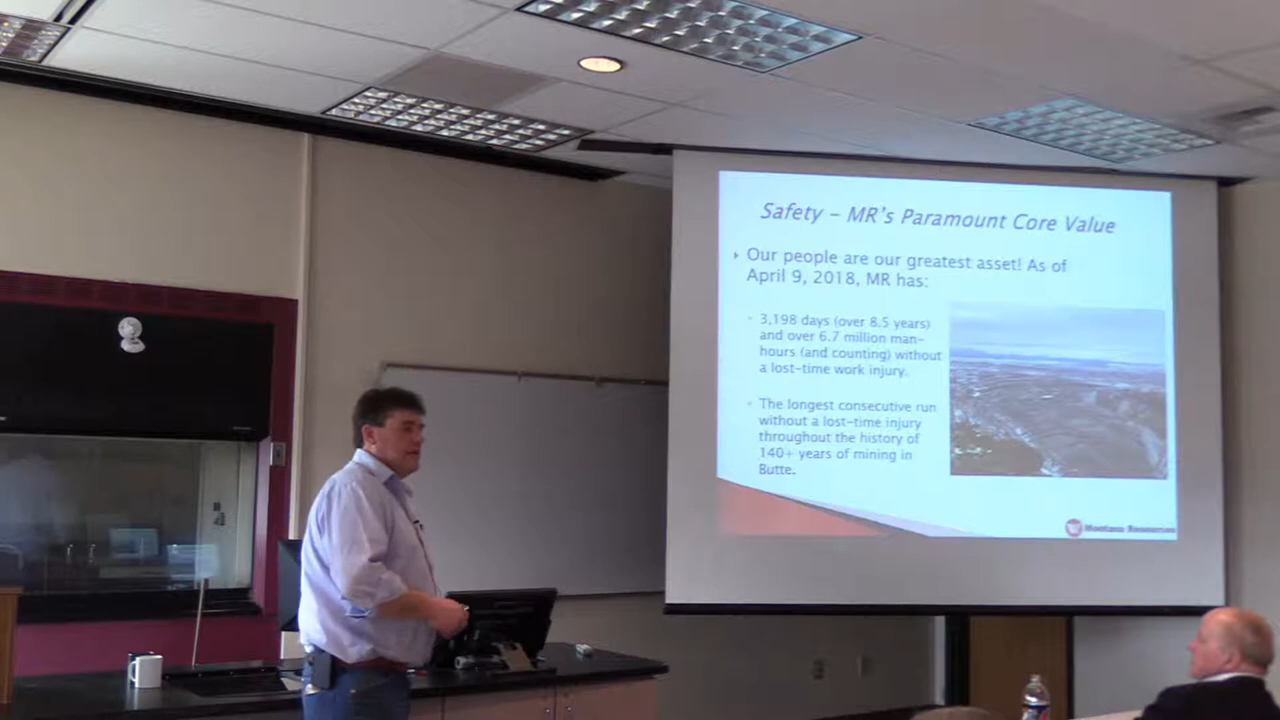 Safety – MR's Paramount Core Value
Our people are our greatest asset! As of
April 9, 2018, MR has:
3,198 days (over 8.5 years)
and over 6.7 million man-
hours (and counting) without
a lost-time work injury.
The longest consecutive run
without a lost-time injury
throughout the history of
140+ years of mining in
Butte.
Montana Resources